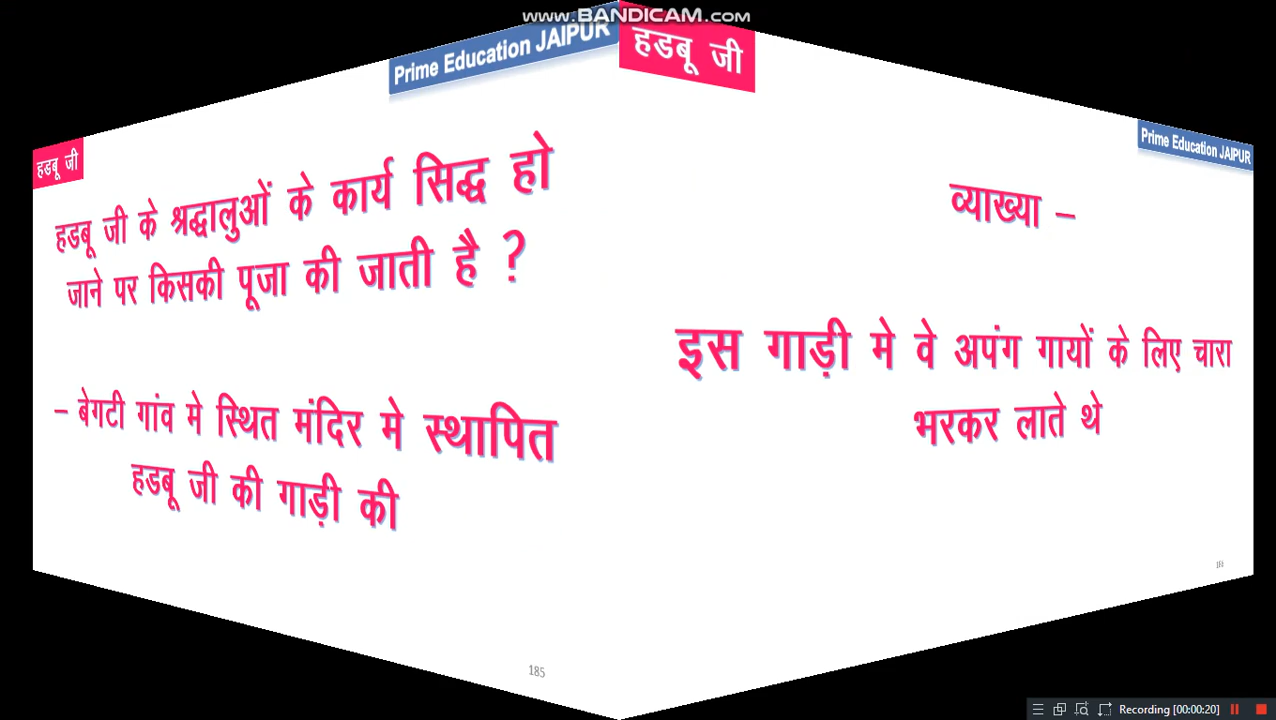 www.BANDICAM.com
Prime Education JAIPUR
हडबू जी
हडबू जी के श्रद्धालुओं के कार्य सिद्ध हो
जाने पर किसकी पूजा की जाती है ?
– बेगटी गांव मे स्थित मंदिर मे स्थापित
हडबू जी की गाड़ी की
185
हडबू जी
Prime Education JAIPUR
व्याख्या –
इस गाड़ी मे वे अपंग गायों के लिए चारा
भरकर लाते थे
Recording [00:00:20]